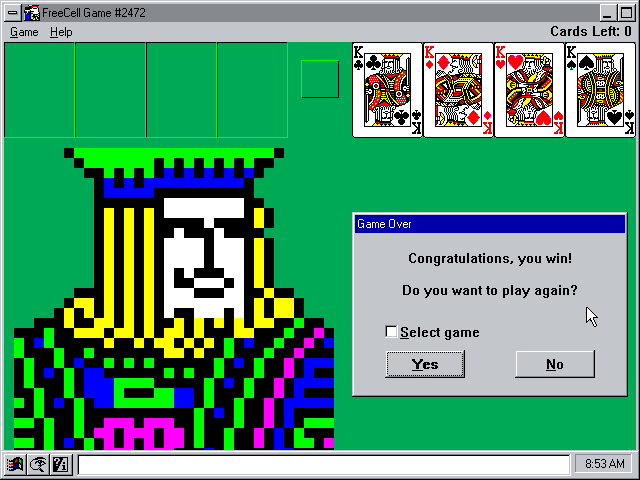 FreeCell Game #2472
Game Help Cards Left: 0
K K K K
K K K K
Game Over
Congratulations, you win!
Do you want to play again?
Select game
Yes No
8:53 AM